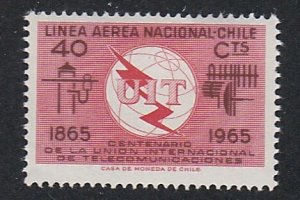 LINEA AEREA NACIONAL-CHILE
40 CTS
UIT
1865 1965
CENTENARIO
DE LA UNION INTERNACIONAL
DE TELECOMUNICACIONES
CASA DE MONEDA DE CHILE